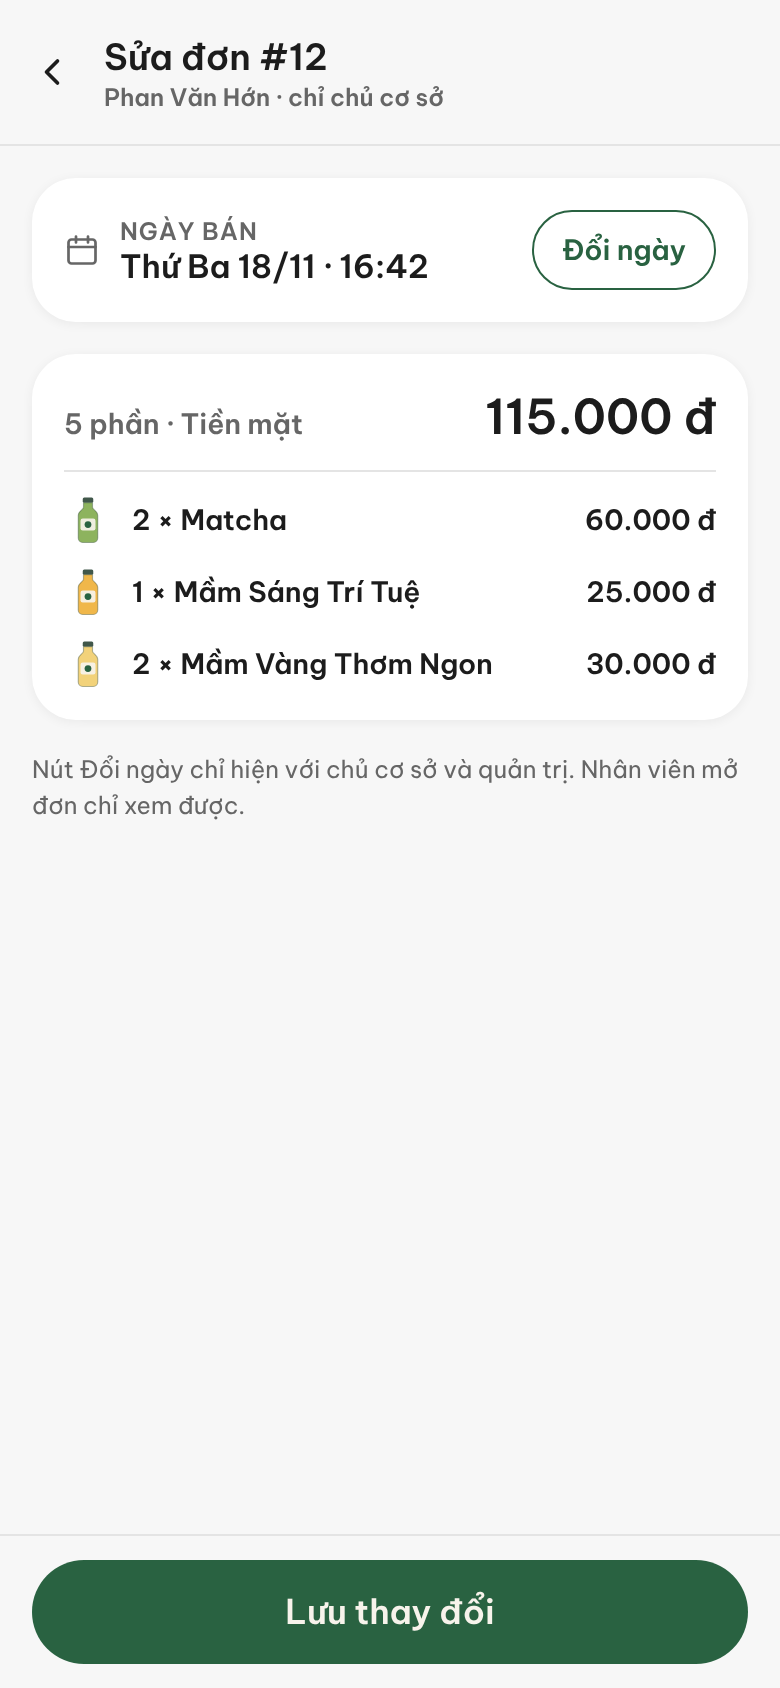 Sửa đơn #12
Phan Văn Hớn · chỉ chủ cơ sở
NGÀY BÁN
Thứ Ba 18/11 · 16:42
Đổi ngày
5 phần · Tiền mặt
115.000 đ
2 × Matcha
60.000 đ
1 × Mầm Sáng Trí Tuệ
25.000 đ
2 × Mầm Vàng Thơm Ngon
30.000 đ
Nút Đổi ngày chỉ hiện với chủ cơ sở và quản trị. Nhân viên mở
đơn chỉ xem được.
Lưu thay đổi